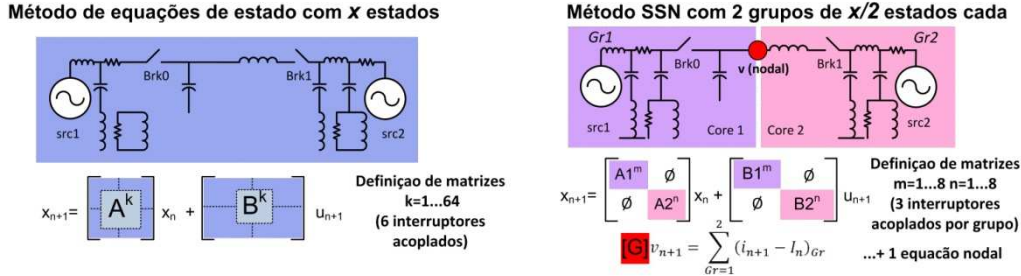 Método de equações de estado com x estados
Brk0
Brk1
src1
src2
x_{n+1} = [A^k] x_n + [B^k] u_{n+1}
Definiçao de matrizes
k=1...64
(6 interruptores
acoplados)
Método SSN com 2 grupos de x/2 estados cada
Gr1
Gr2
Brk0
v (nodal)
Brk1
src1
Core 1
Core 2
src2
x_{n+1} = [A1^m ∅ ∅ A2^n] x_n + [B1^m ∅ ∅ B2^n] u_{n+1}
Definiçao de matrizes
m=1...8 n=1...8
(3 interruptores
acoplados por grupo)
[G]v_{n+1} = \sum_{Gr=1}^{2} (i_{n+1} − I_n)_{Gr}
...+ 1 equacão nodal